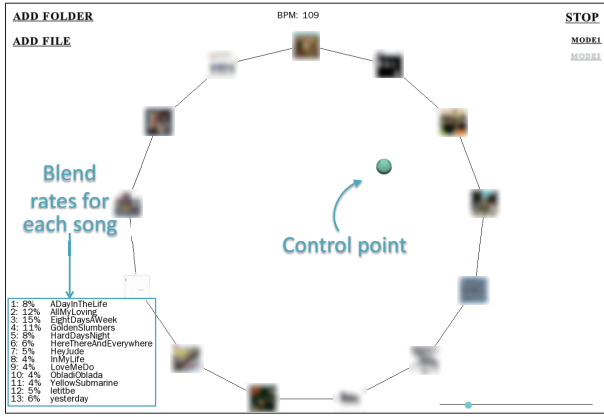 ADD FOLDER
BPM: 109
STOP
ADD FILE
MODE1
MODE2
Blend
rates for
each song
Control point
1: 8% ADayInTheLife
2: 12% AllMyLoving
3: 15% EightDaysAWeek
4: 11% GoldenSlumbers
5: 8% HardDaysNight
6: 6% HereThereAndEverywhere
7: 5% HeyJude
8: 4% InMyLife
9: 4% LoveMeDo
10: 4% ObladiOblada
11: 4% YellowSubmarine
12: 5% letitbe
13: 6% yesterday